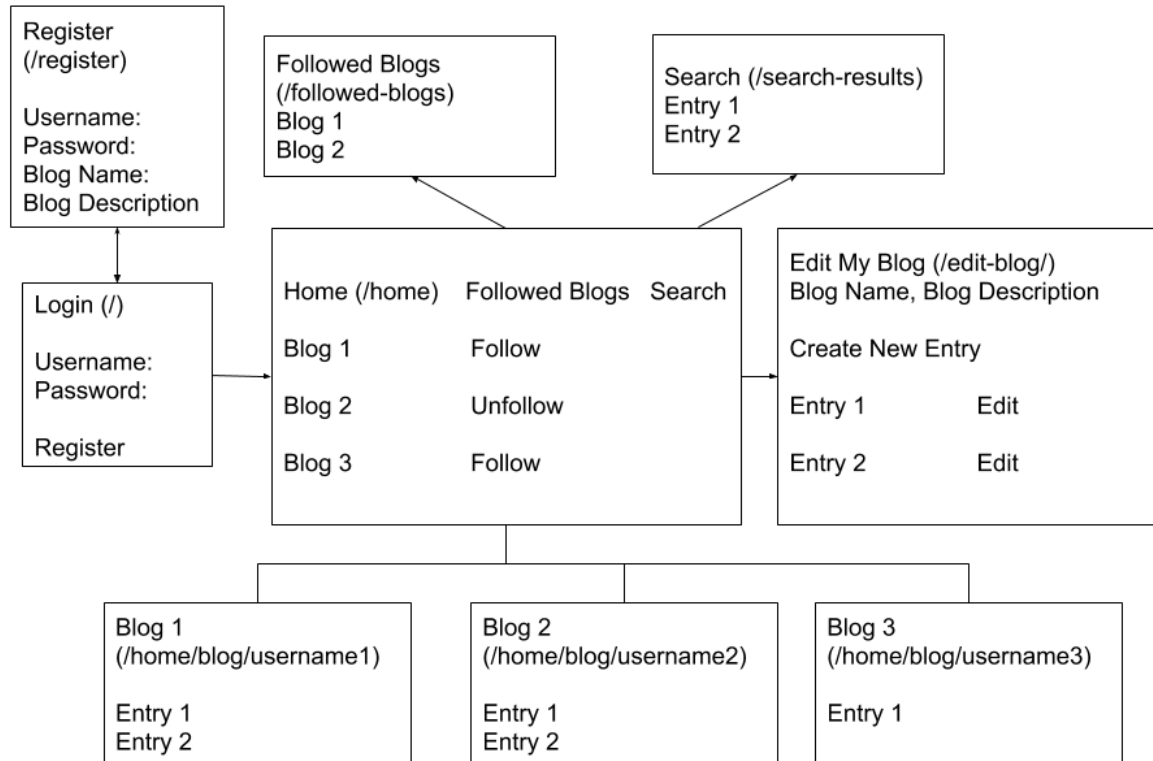 Register
(/register)
Username:
Password:
Blog Name:
Blog Description
Followed Blogs
(/followed-blogs)
Blog 1
Blog 2
Search (/search-results)
Entry 1
Entry 2
Login (/)
Username:
Password:
Register
Home (/home) Followed Blogs Search
Blog 1 Follow
Blog 2 Unfollow
Blog 3 Follow
Edit My Blog (/edit-blog/)
Blog Name, Blog Description
Create New Entry
Entry 1 Edit
Entry 2 Edit
Blog 1
(/home/blog/username1)
Entry 1
Entry 2
Blog 2
(/home/blog/username2)
Entry 1
Entry 2
Blog 3
(/home/blog/username3)
Entry 1